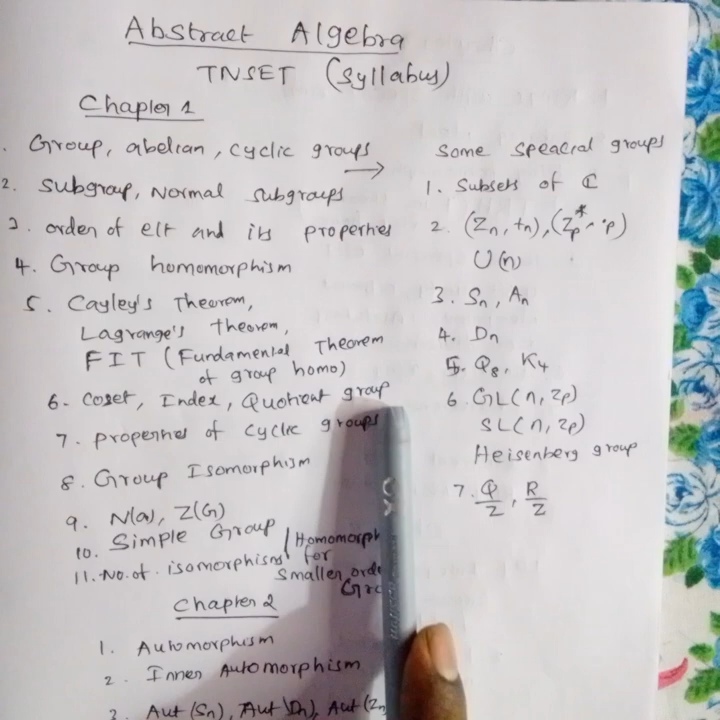 Abstract Algebra
TNSET (Syllabus)
Chapter 1
. Group, abelian, cyclic groups →
2. Subgroup, Normal Subgroups
3. orden of elt and its properties
4. Group homomorphism
5. Cayley's Theorem,
Lagrange's theorem,
FIT (Fundamental Theorem
of group homo)
6. Coset, Index, Quotient group
7. properties of cyclic groups
8. Group Isomorphism
9. N(a), Z(G)
10. Simple Group
11. No. of isomorphisms / Homomorph
for
Smaller orde
Gro
Chapter 2
1. Automorphism
2. Innen Automorphism
3. Aut(Sn), Aut(Dn), Aut(Zn
Some speacial groups
1. Subsets of ℂ
2. (Zn, +n), (Zp*, ·p)
U(n)
3. Sn, An
4. Dn
5. Q8, K4
6. GL(n, Zp)
SL(n, Zp)
Heisenberg group
7. Q/Z, R/Z